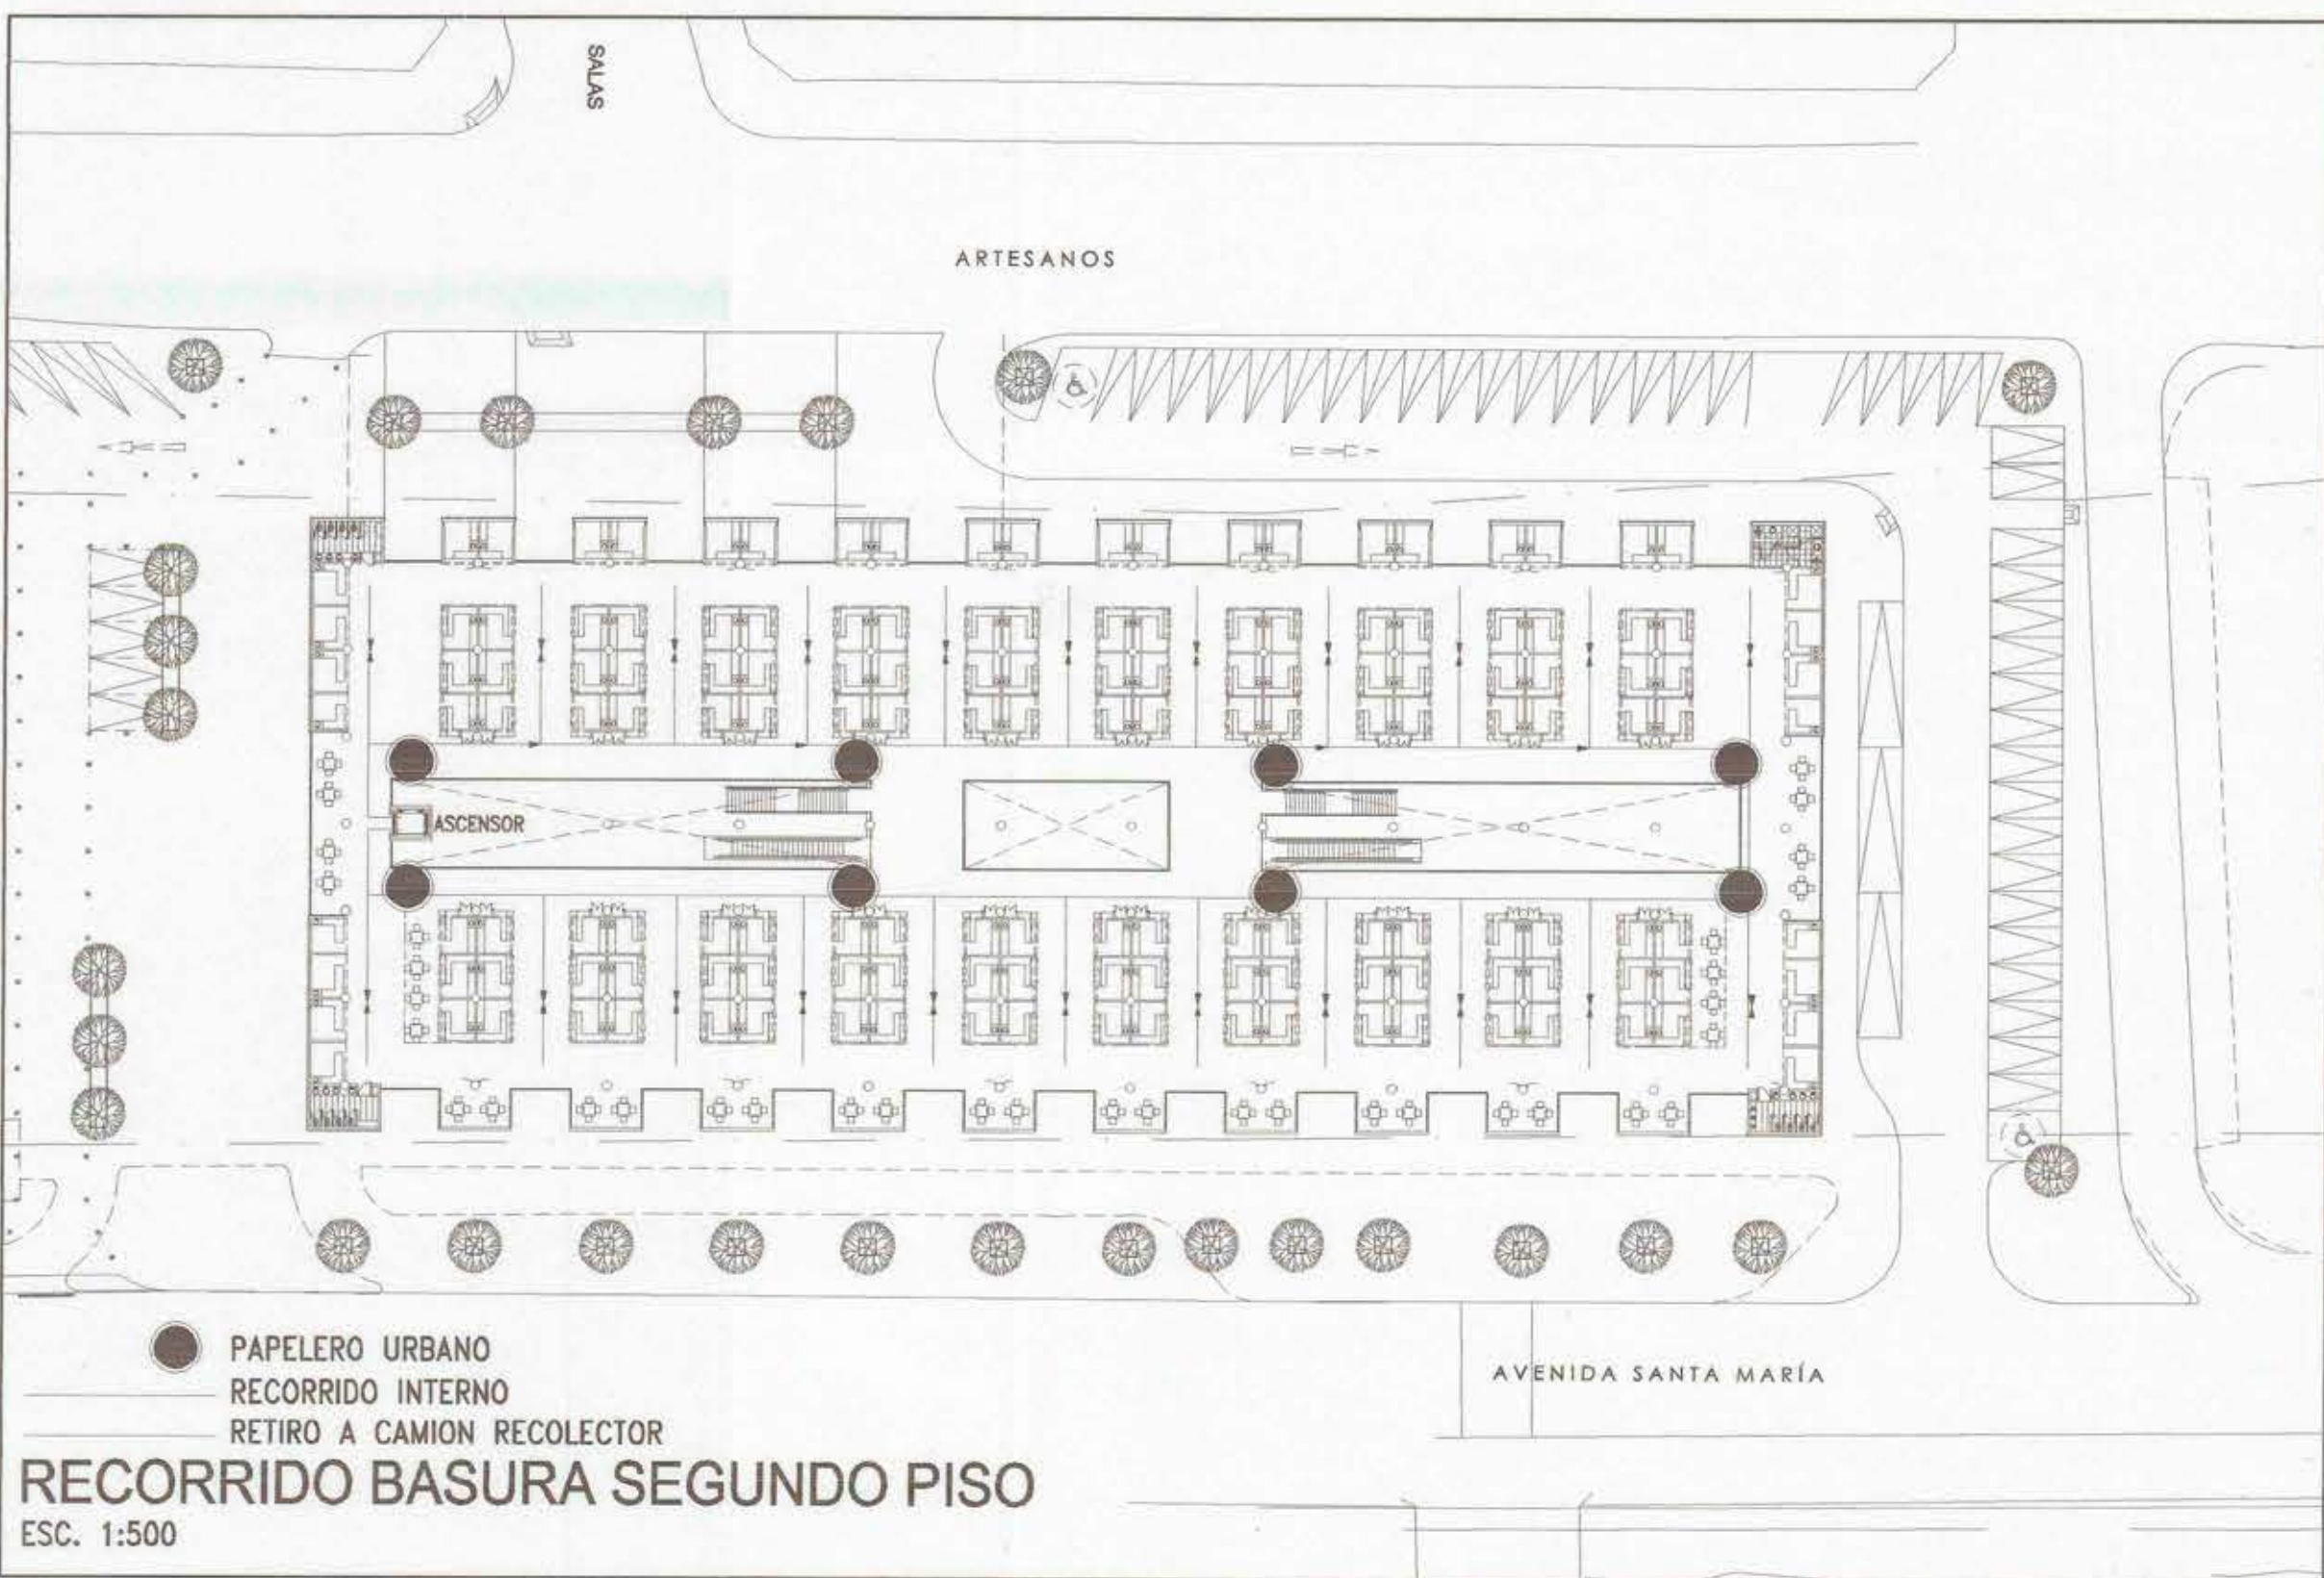 SALAS
ARTESANOS
ASCENSOR
PAPELERO URBANO
RECORRIDO INTERNO
RETIRO A CAMION RECOLECTOR
AVENIDA SANTA MARÍA
RECORRIDO BASURA SEGUNDO PISO
ESC. 1:500